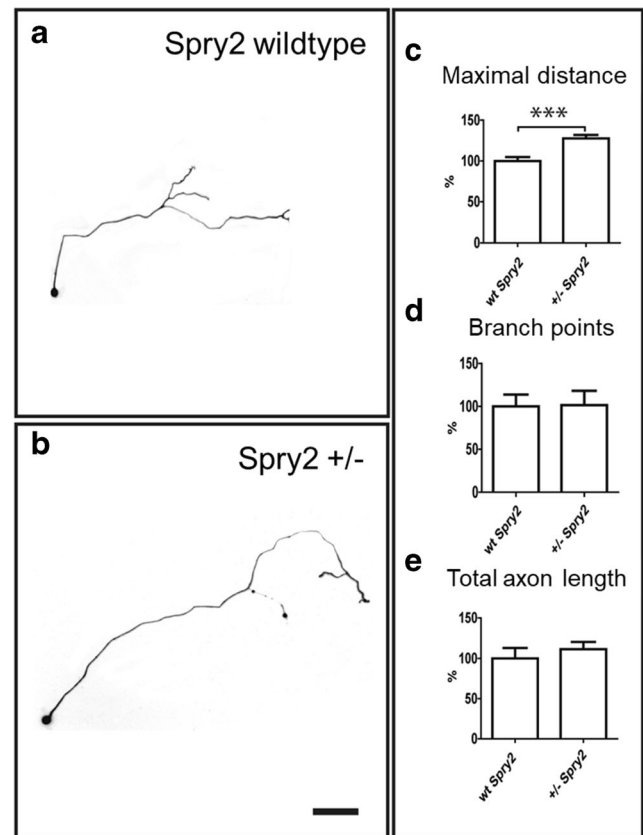 a
Spry2 wildtype
b
Spry2 +/-
c
Maximal distance
150
***
100
%
50
0
wt Spry2
+/- Spry2
d
Branch points
150
100
%
50
0
wt Spry2
+/- Spry2
e
Total axon length
150
100
%
50
0
wt Spry2
+/- Spry2